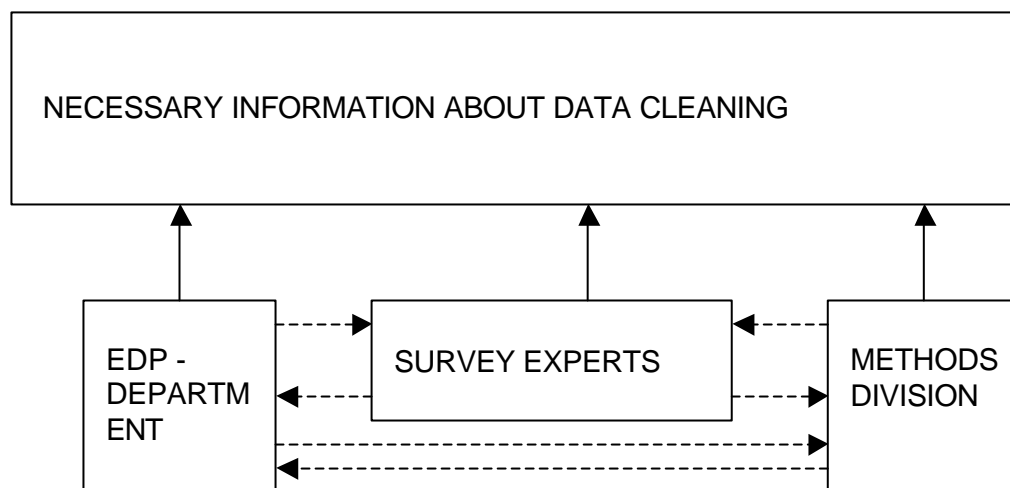 NECESSARY INFORMATION ABOUT DATA CLEANING
EDP -
DEPARTM
ENT
SURVEY EXPERTS
METHODS
DIVISION